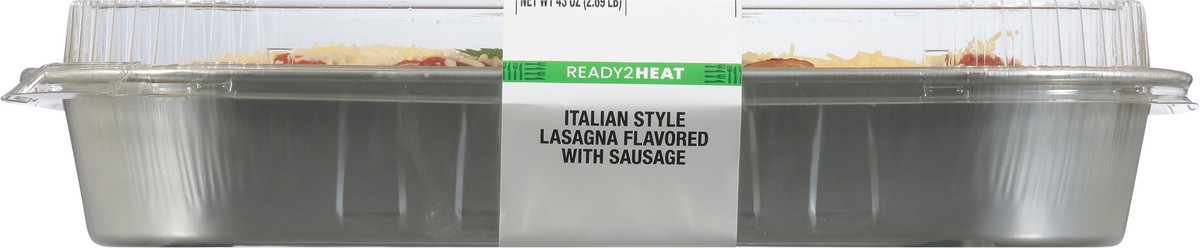 NET WT 43 OZ (2.69 LB)
READY2HEAT
ITALIAN STYLE
LASAGNA FLAVORED
WITH SAUSAGE